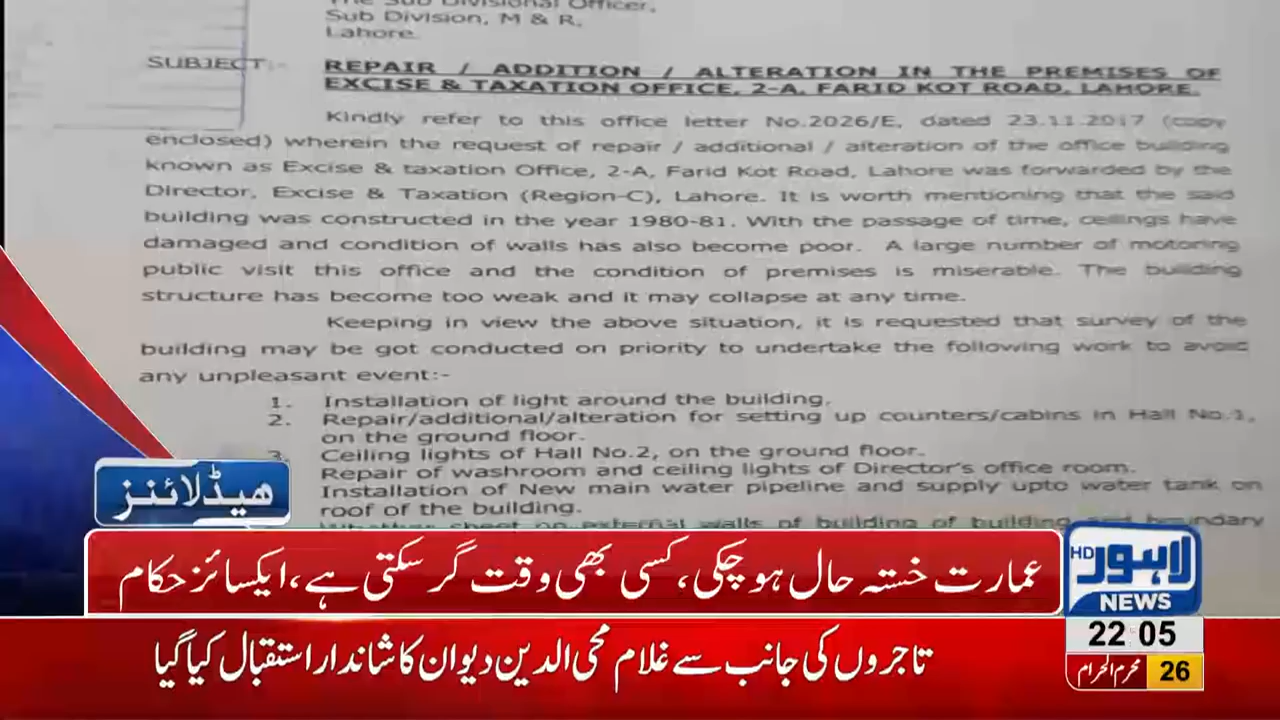 The Sub Divisional Officer,
Sub Division, M & R,
Lahore.
SUBJECT:- REPAIR / ADDITION / ALTERATION IN THE PREMISES OF
EXCISE & TAXATION OFFICE, 2-A, FARID KOT ROAD, LAHORE.
Kindly refer to this office letter No.2026/E, dated 23.11.2017 (copy
enclosed) wherein the request of repair / additional / alteration of the office building
known as Excise & taxation Office, 2-A, Farid Kot Road, Lahore was forwarded by the
Director, Excise & Taxation (Region-C), Lahore. It is worth mentioning that the said
building was constructed in the year 1980-81. With the passage of time, ceilings have
damaged and condition of walls has also become poor. A large number of motoring
public visit this office and the condition of premises is miserable. The building
structure has become too weak and it may collapse at any time.
Keeping in view the above situation, it is requested that survey of the
building may be got conducted on priority to undertake the following work to avoid
any unpleasant event:-
1. Installation of light around the building.
2. Repair/additional/alteration for setting up counters/cabins in Hall No.1,
on the ground floor.
3. Ceiling lights of Hall No.2, on the ground floor.
Repair of washroom and ceiling lights of Director's office room.
Installation of New main water pipeline and supply upto water tank on
roof of the building.
sheet on external walls of building of building and boundary
ہیڈلائنز
عمارت خستہ حال ہوچکی، کسی بھی وقت گر سکتی ہے، ایکسائز حکام
لاہور HD
NEWS
22 05
تاجروں کی جانب سے غلام محی الدین دیوان کا شاندار استقبال کیا گیا
26 محرم الحرام